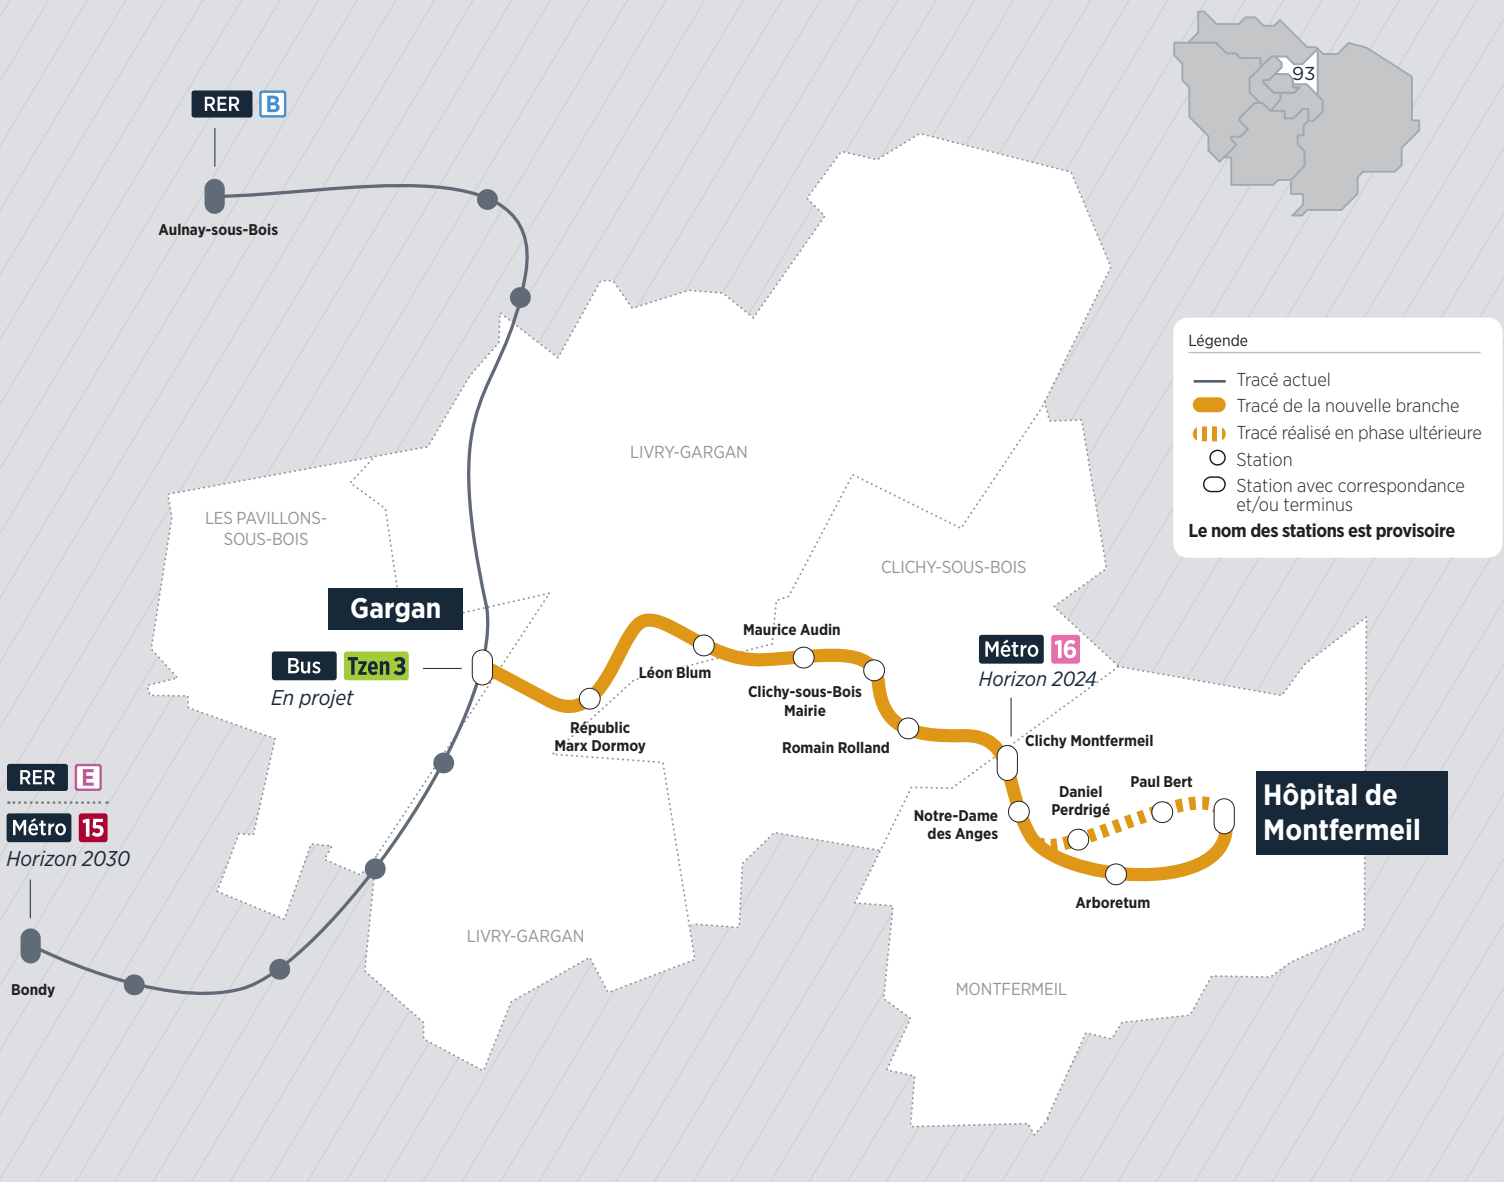 93
RER B
Aulnay-sous-Bois
Légende
Tracé actuel
Tracé de la nouvelle branche
Tracé réalisé en phase ultérieure
Station
Station avec correspondance
et/ou terminus
Le nom des stations est provisoire
LIVRY-GARGAN
LES PAVILLONS-
SOUS-BOIS
CLICHY-SOUS-BOIS
Gargan
Bus Tzen 3
En projet
Maurice Audin
Léon Blum
Clichy-sous-Bois
Mairie
Métro 16
Horizon 2024
Républic
Marx Dormoy
Romain Rolland
Clichy Montfermeil
RER E
Métro 15
Horizon 2030
Bondy
Notre-Dame
des Anges
Daniel
Perdrigé
Paul Bert
Hôpital de
Montfermeil
Arboretum
LIVRY-GARGAN
MONTFERMEIL